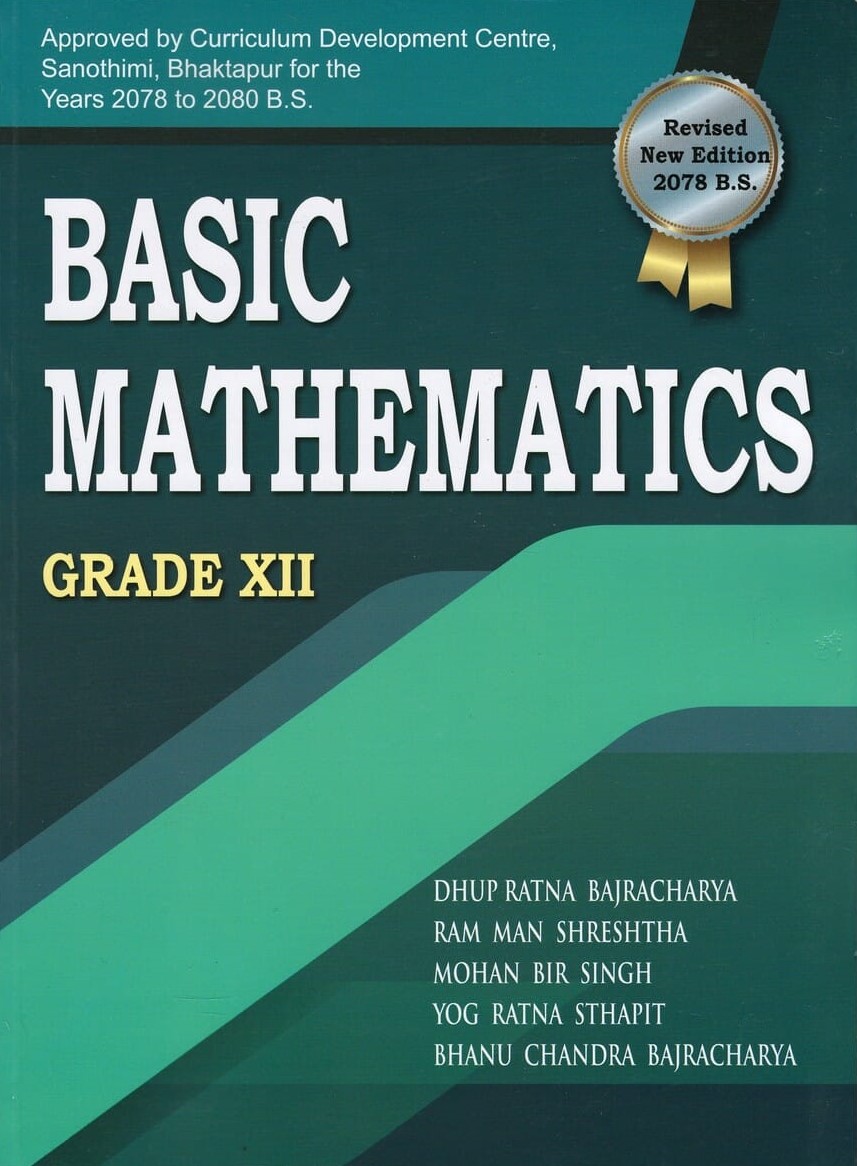 Approved by Curriculum Development Centre,
Sanothimi, Bhaktapur for the
Years 2078 to 2080 B.S.
Revised
New Edition
2078 B.S.
BASIC
MATHEMATICS
GRADE XII
DHUP RATNA BAJRACHARYA
RAM MAN SHRESHTHA
MOHAN BIR SINGH
YOG RATNA STHAPIT
BHANU CHANDRA BAJRACHARYA